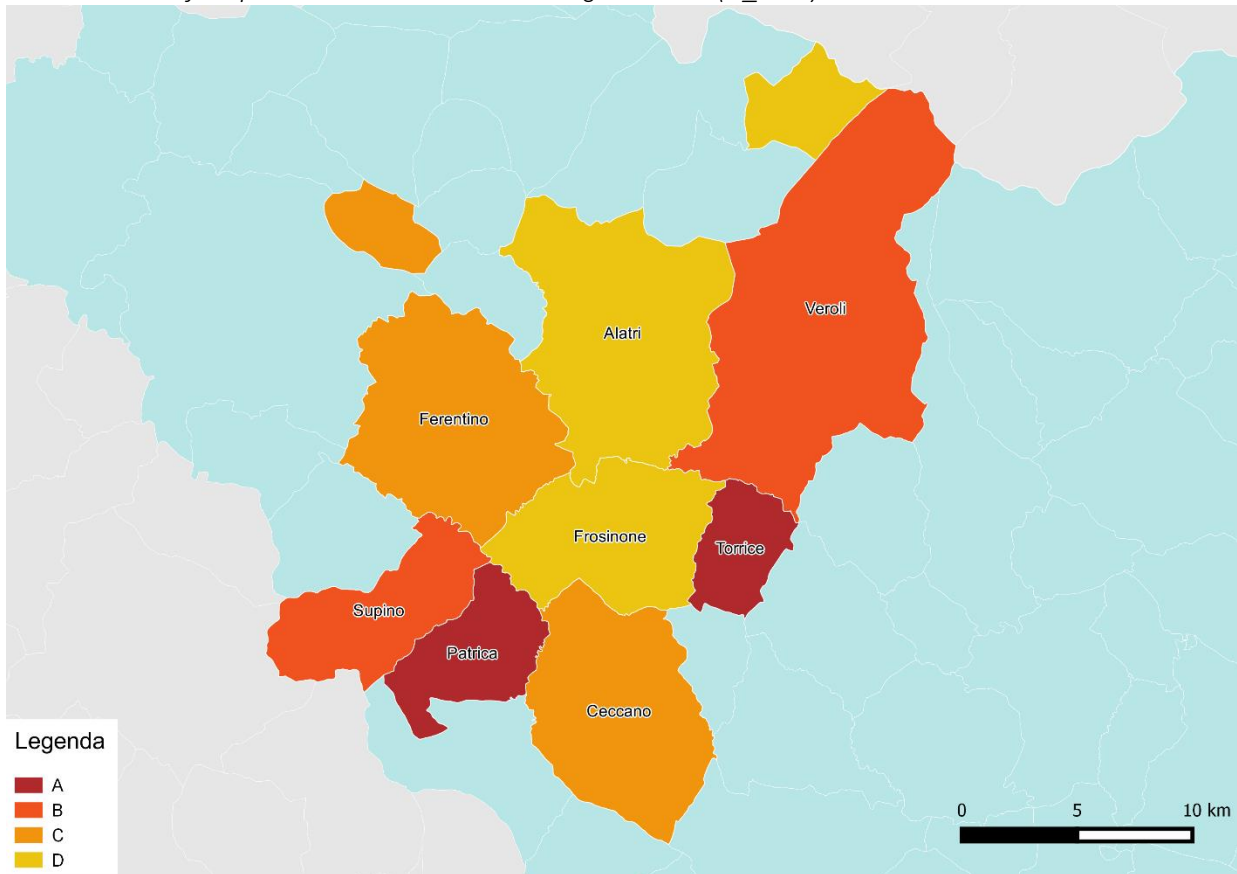 Veroli
Alatri
Ferentino
Frosinone
Torrice
Supino
Patrica
Ceccano
Legenda
A
B
C
D
0 5 10 km